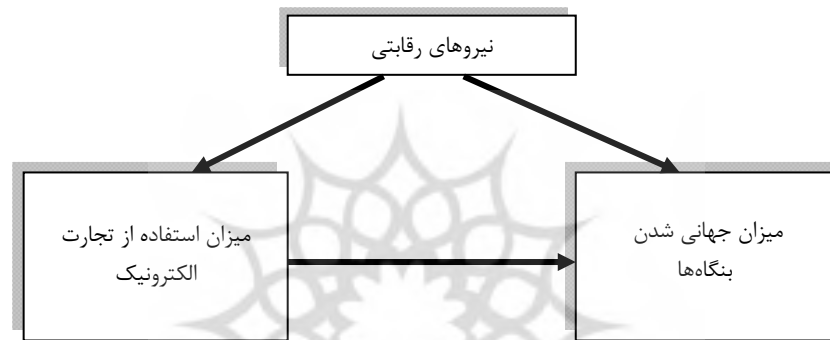 نیروهای رقابتی
میزان جهانی شدن
بنگاه‌ها
میزان استفاده از تجارت
الکترونیک